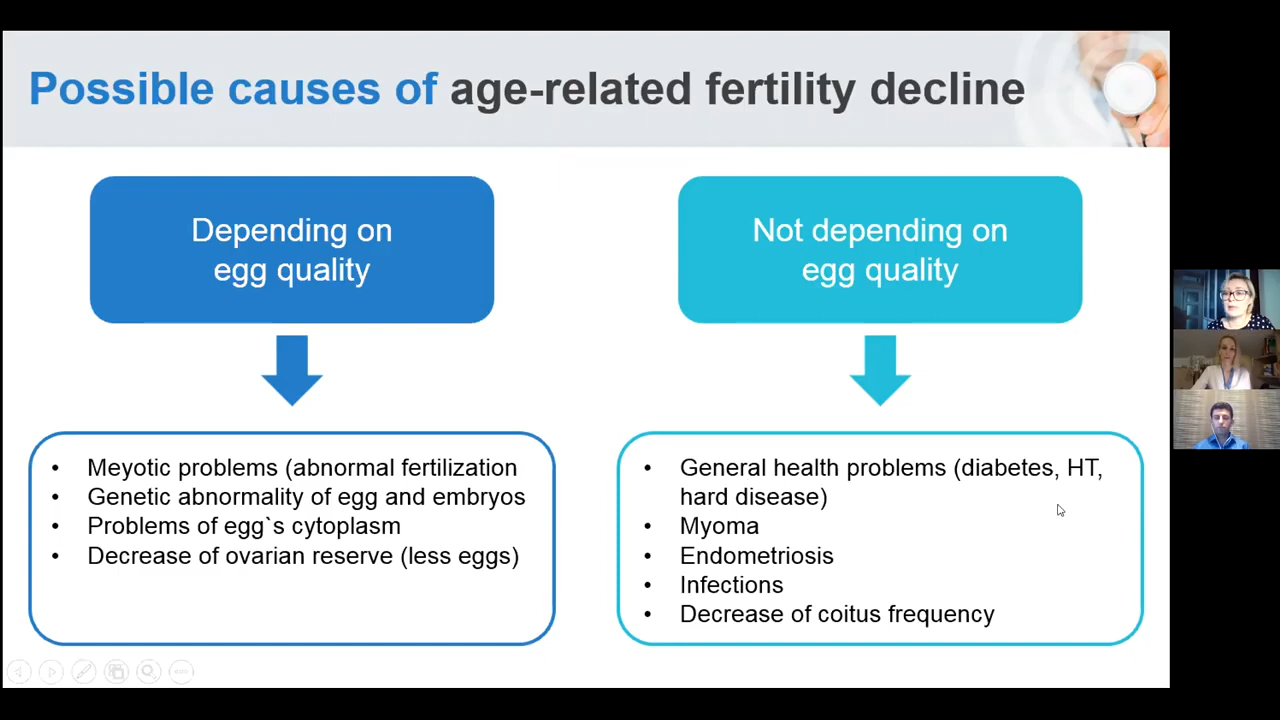 Possible causes of age-related fertility decline
Depending on
egg quality
Not depending on
egg quality
• Meyotic problems (abnormal fertilization
• Genetic abnormality of egg and embryos
• Problems of egg`s cytoplasm
• Decrease of ovarian reserve (less eggs)
• General health problems (diabetes, HT,
hard disease)
• Myoma
• Endometriosis
• Infections
• Decrease of coitus frequency